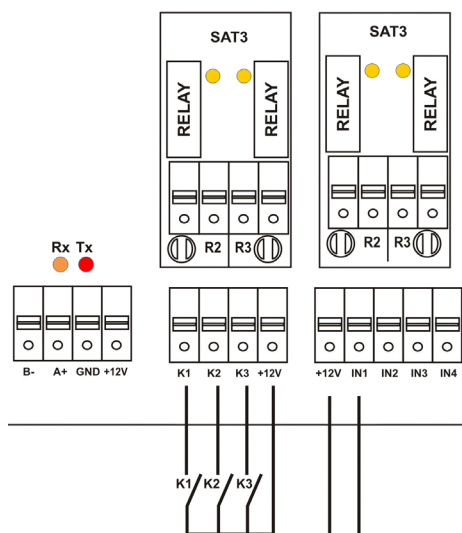 SAT3
SAT3
RELAY
RELAY
RELAY
RELAY
R2 R3
R2 R3
Rx Tx
B- A+ GND +12V
K1 K2 K3 +12V
+12V IN1 IN2 IN3 IN4
K1 K2 K3